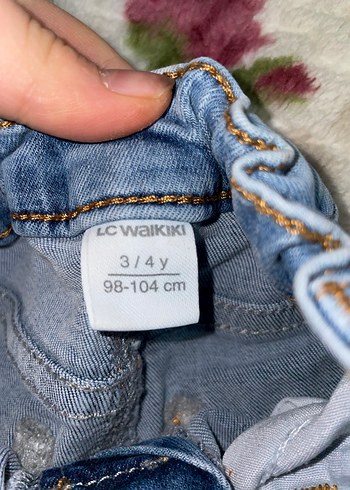 LC WAIKIKI
3 / 4 y
98-104 cm